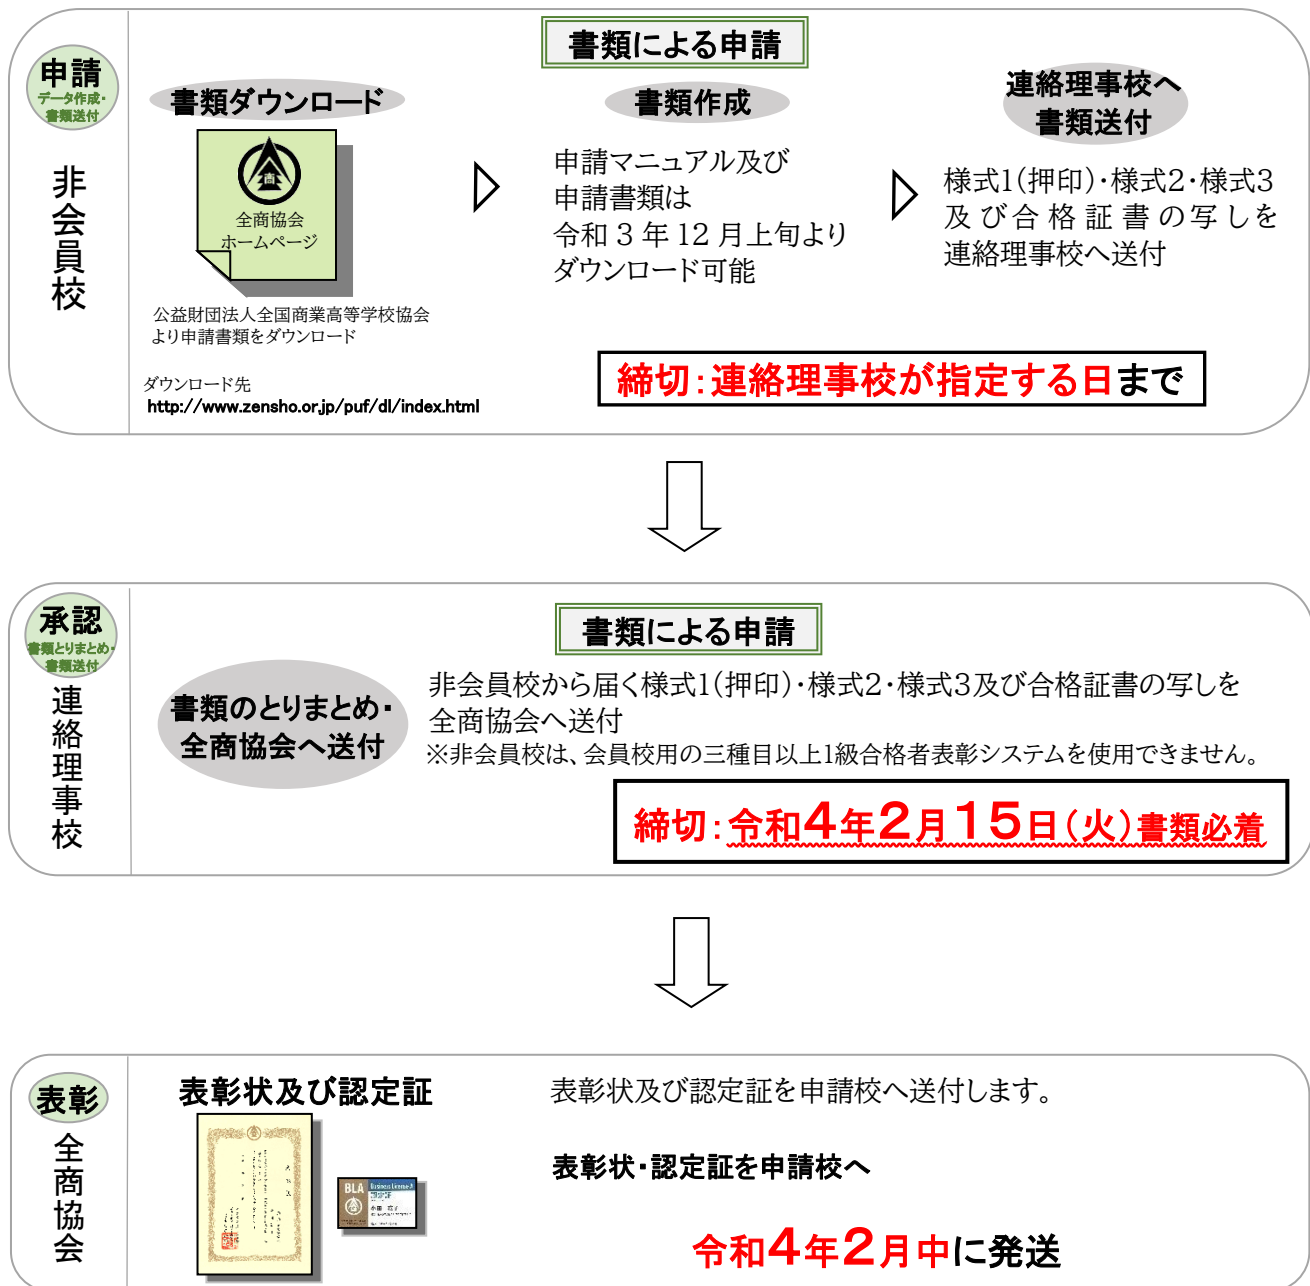 書類による申請
申請
データ作成・
書類送付
非会員校
書類ダウンロード
全商協会
ホームページ
公益財団法人全国商業高等学校協会
より申請書類をダウンロード
ダウンロード先
http://www.zensho.or.jp/puf/dl/index.html
書類作成
申請マニュアル及び
申請書類は
令和3年12月上旬より
ダウンロード可能
連絡理事校へ
書類送付
様式1(押印)・様式2・様式3
及び合格証書の写しを
連絡理事校へ送付
締切:連絡理事校が指定する日まで
承認
書類とりまとめ・
書類送付
連絡理事校
書類による申請
書類のとりまとめ・
全商協会へ送付
非会員校から届く様式1(押印)・様式2・様式3及び合格証書の写しを
全商協会へ送付
※非会員校は、会員校用の三種目以上1級合格者表彰システムを使用できません。
締切:令和4年2月15日(火)書類必着
表彰
全商協会
表彰状及び認定証
BLA
Business License A
認定証
表彰状及び認定証を申請校へ送付します。
表彰状・認定証を申請校へ
令和4年2月中に発送